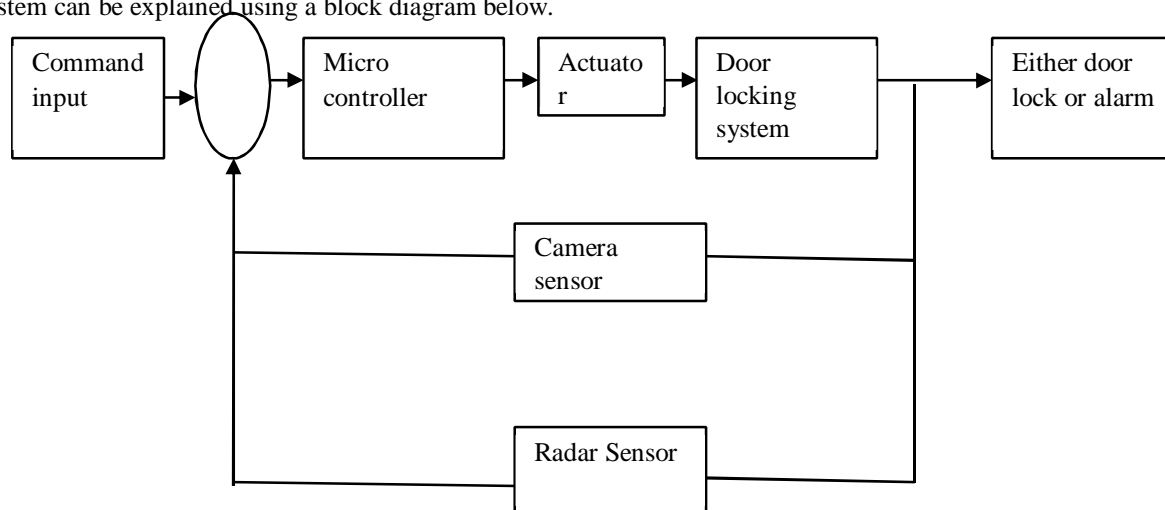 stem can be explained using a block diagram below.
Command
input
Micro
controller
Actuato
r
Door
locking
system
Either door
lock or alarm
Camera
sensor
Radar Sensor